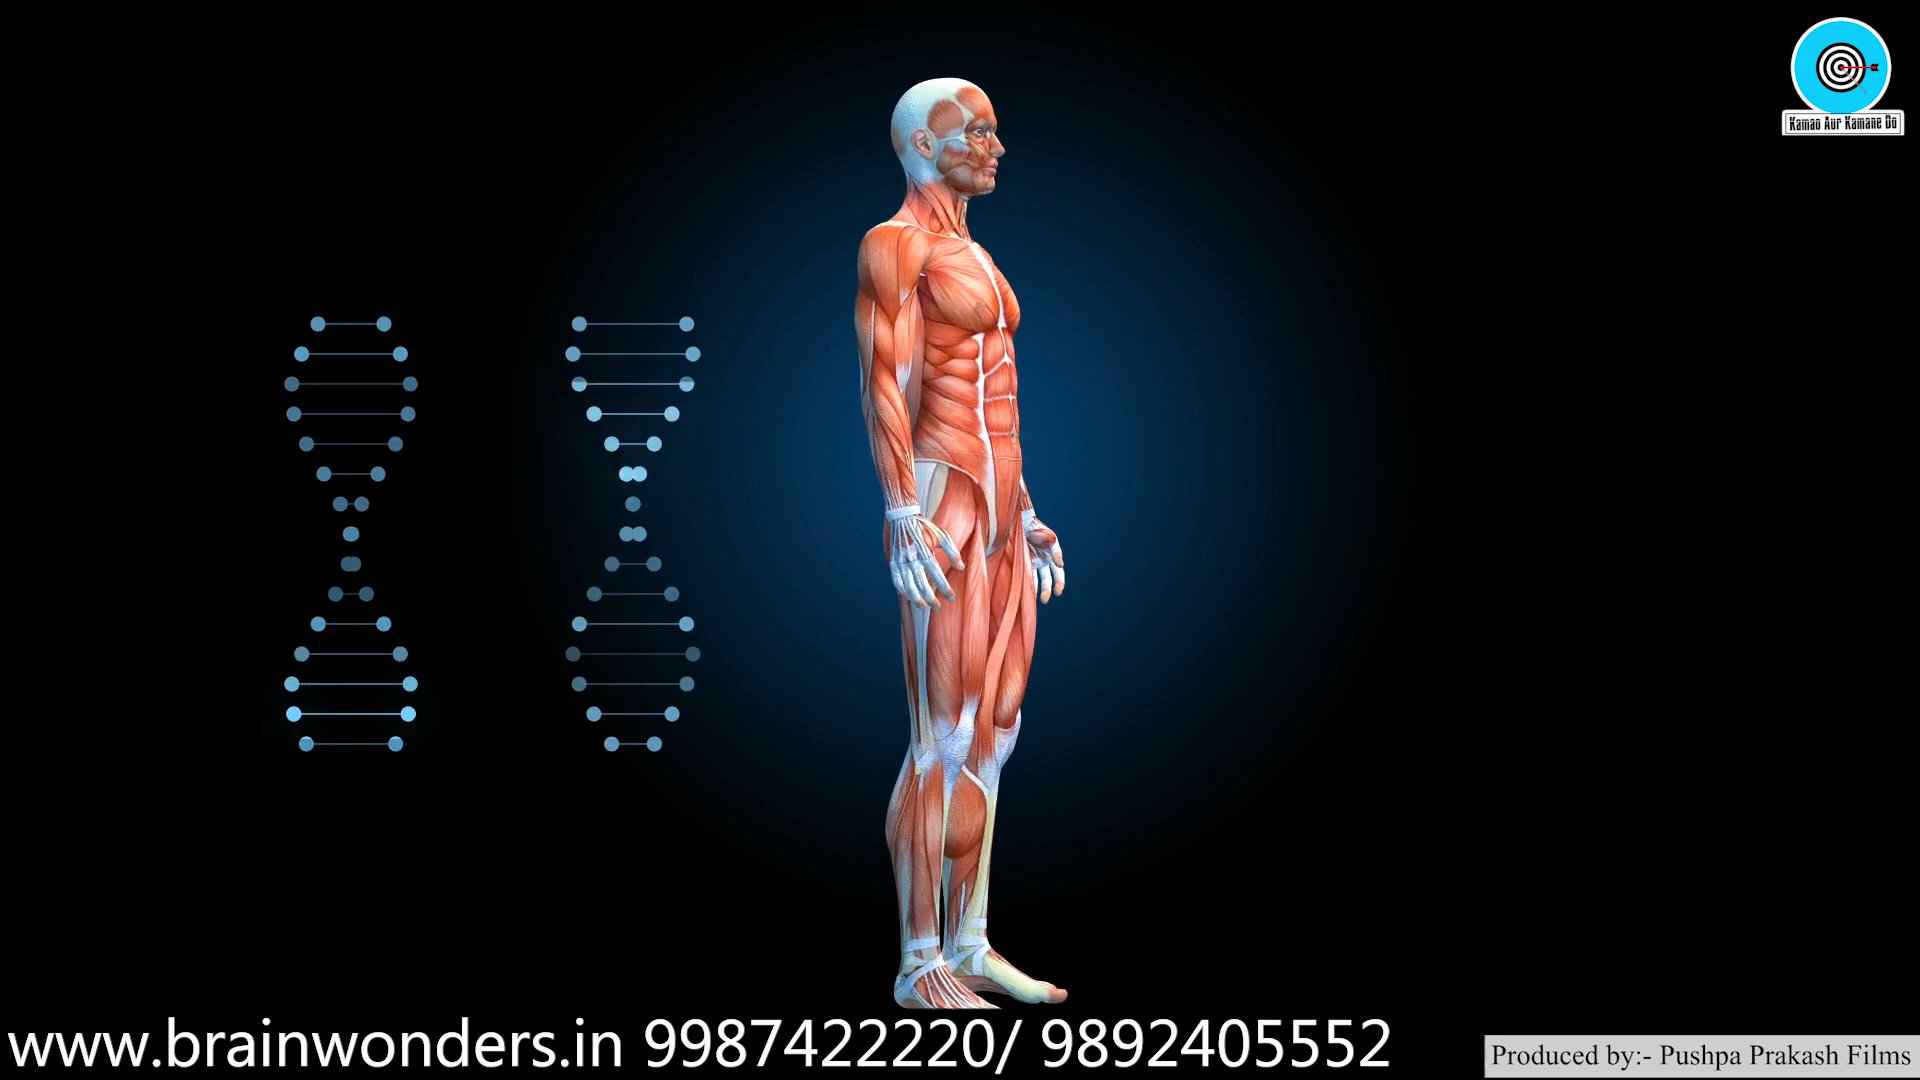 Kamao Aur Kamane Do
www.brainwonders.in 9987422220/ 9892405552
Produced by:- Pushpa Prakash Films